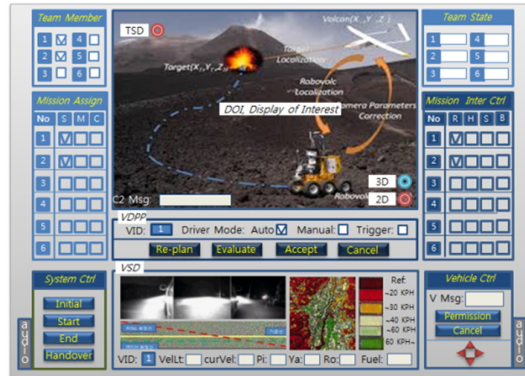 Team Member
1 4
2 5
3 6
Mission Assign
No S M C
1
2
3
4
5
6
System Ctrl
Initial
Start
End
Handover
audio
TSD
Volcan(X, Y, Z)
Target
Localization
Target(X, Y, Z)
Robovolc
Localization
Camera Parameters
Correction
DOI, Display of Interest
3D
2D
Robovolc
C2 Msg:
VDPP
VID: 1 Driver Mode: Auto Manual: Trigger:
Re-plan Evaluate Accept Cancel
VSD
Ref:
~20 KPH
~30 KPH
~40 KPH
~60 KPH
60 KPH~
VID: 1 VelLt: curVel: Pi: Ya: Ro: Fuel:
Team State
1 4
2 5
3 6
Mission Inter Ctrl
No R H S B
1
2
3
4
5
6
Vehicle Ctrl
V Msg:
Permission
Cancel
audio